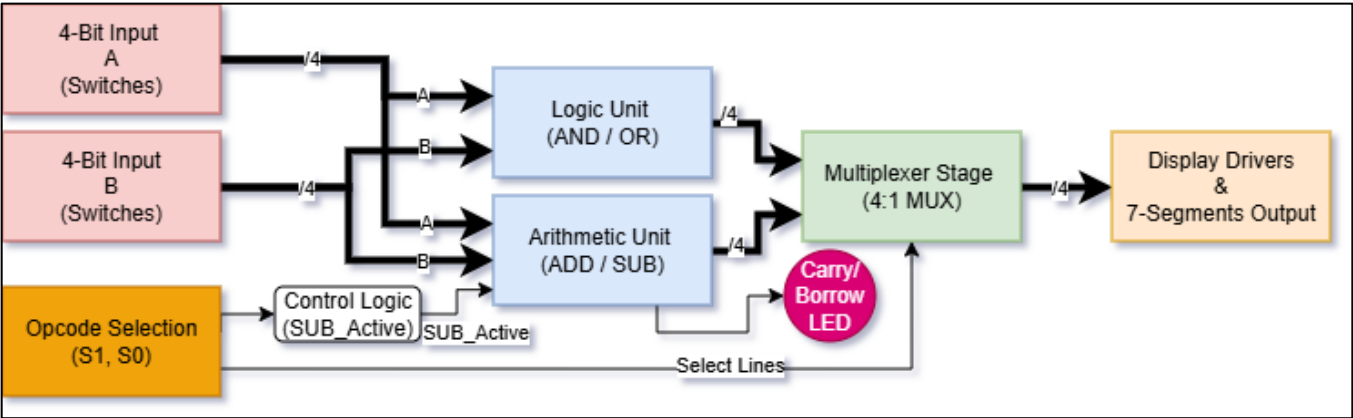 4-Bit Input
A
(Switches)
/4
4-Bit Input
B
(Switches)
/4
Opcode Selection
(S1, S0)
Control Logic
(SUB_Active)
SUB_Active
A
B
Logic Unit
(AND / OR)
/4
A
B
Arithmetic Unit
(ADD / SUB)
/4
Carry/
Borrow
LED
Select Lines
Multiplexer Stage
(4:1 MUX)
/4
Display Drivers
&
7-Segments Output